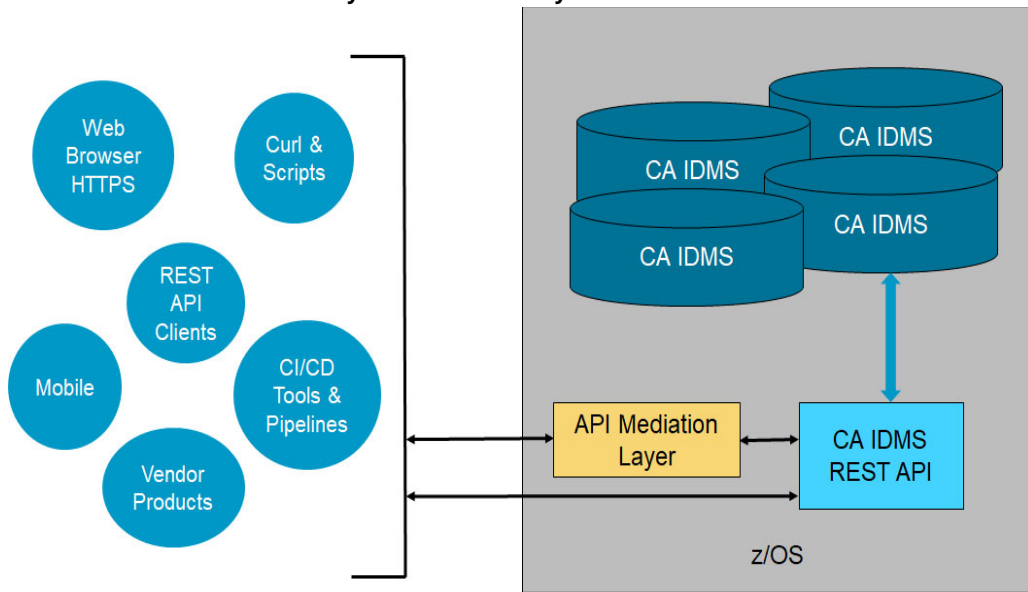 Web
Browser
HTTPS
Curl &
Scripts
REST
API
Clients
Mobile
CI/CD
Tools &
Pipelines
Vendor
Products
CA IDMS
CA IDMS
CA IDMS
CA IDMS
API Mediation
Layer
CA IDMS
REST API
z/OS